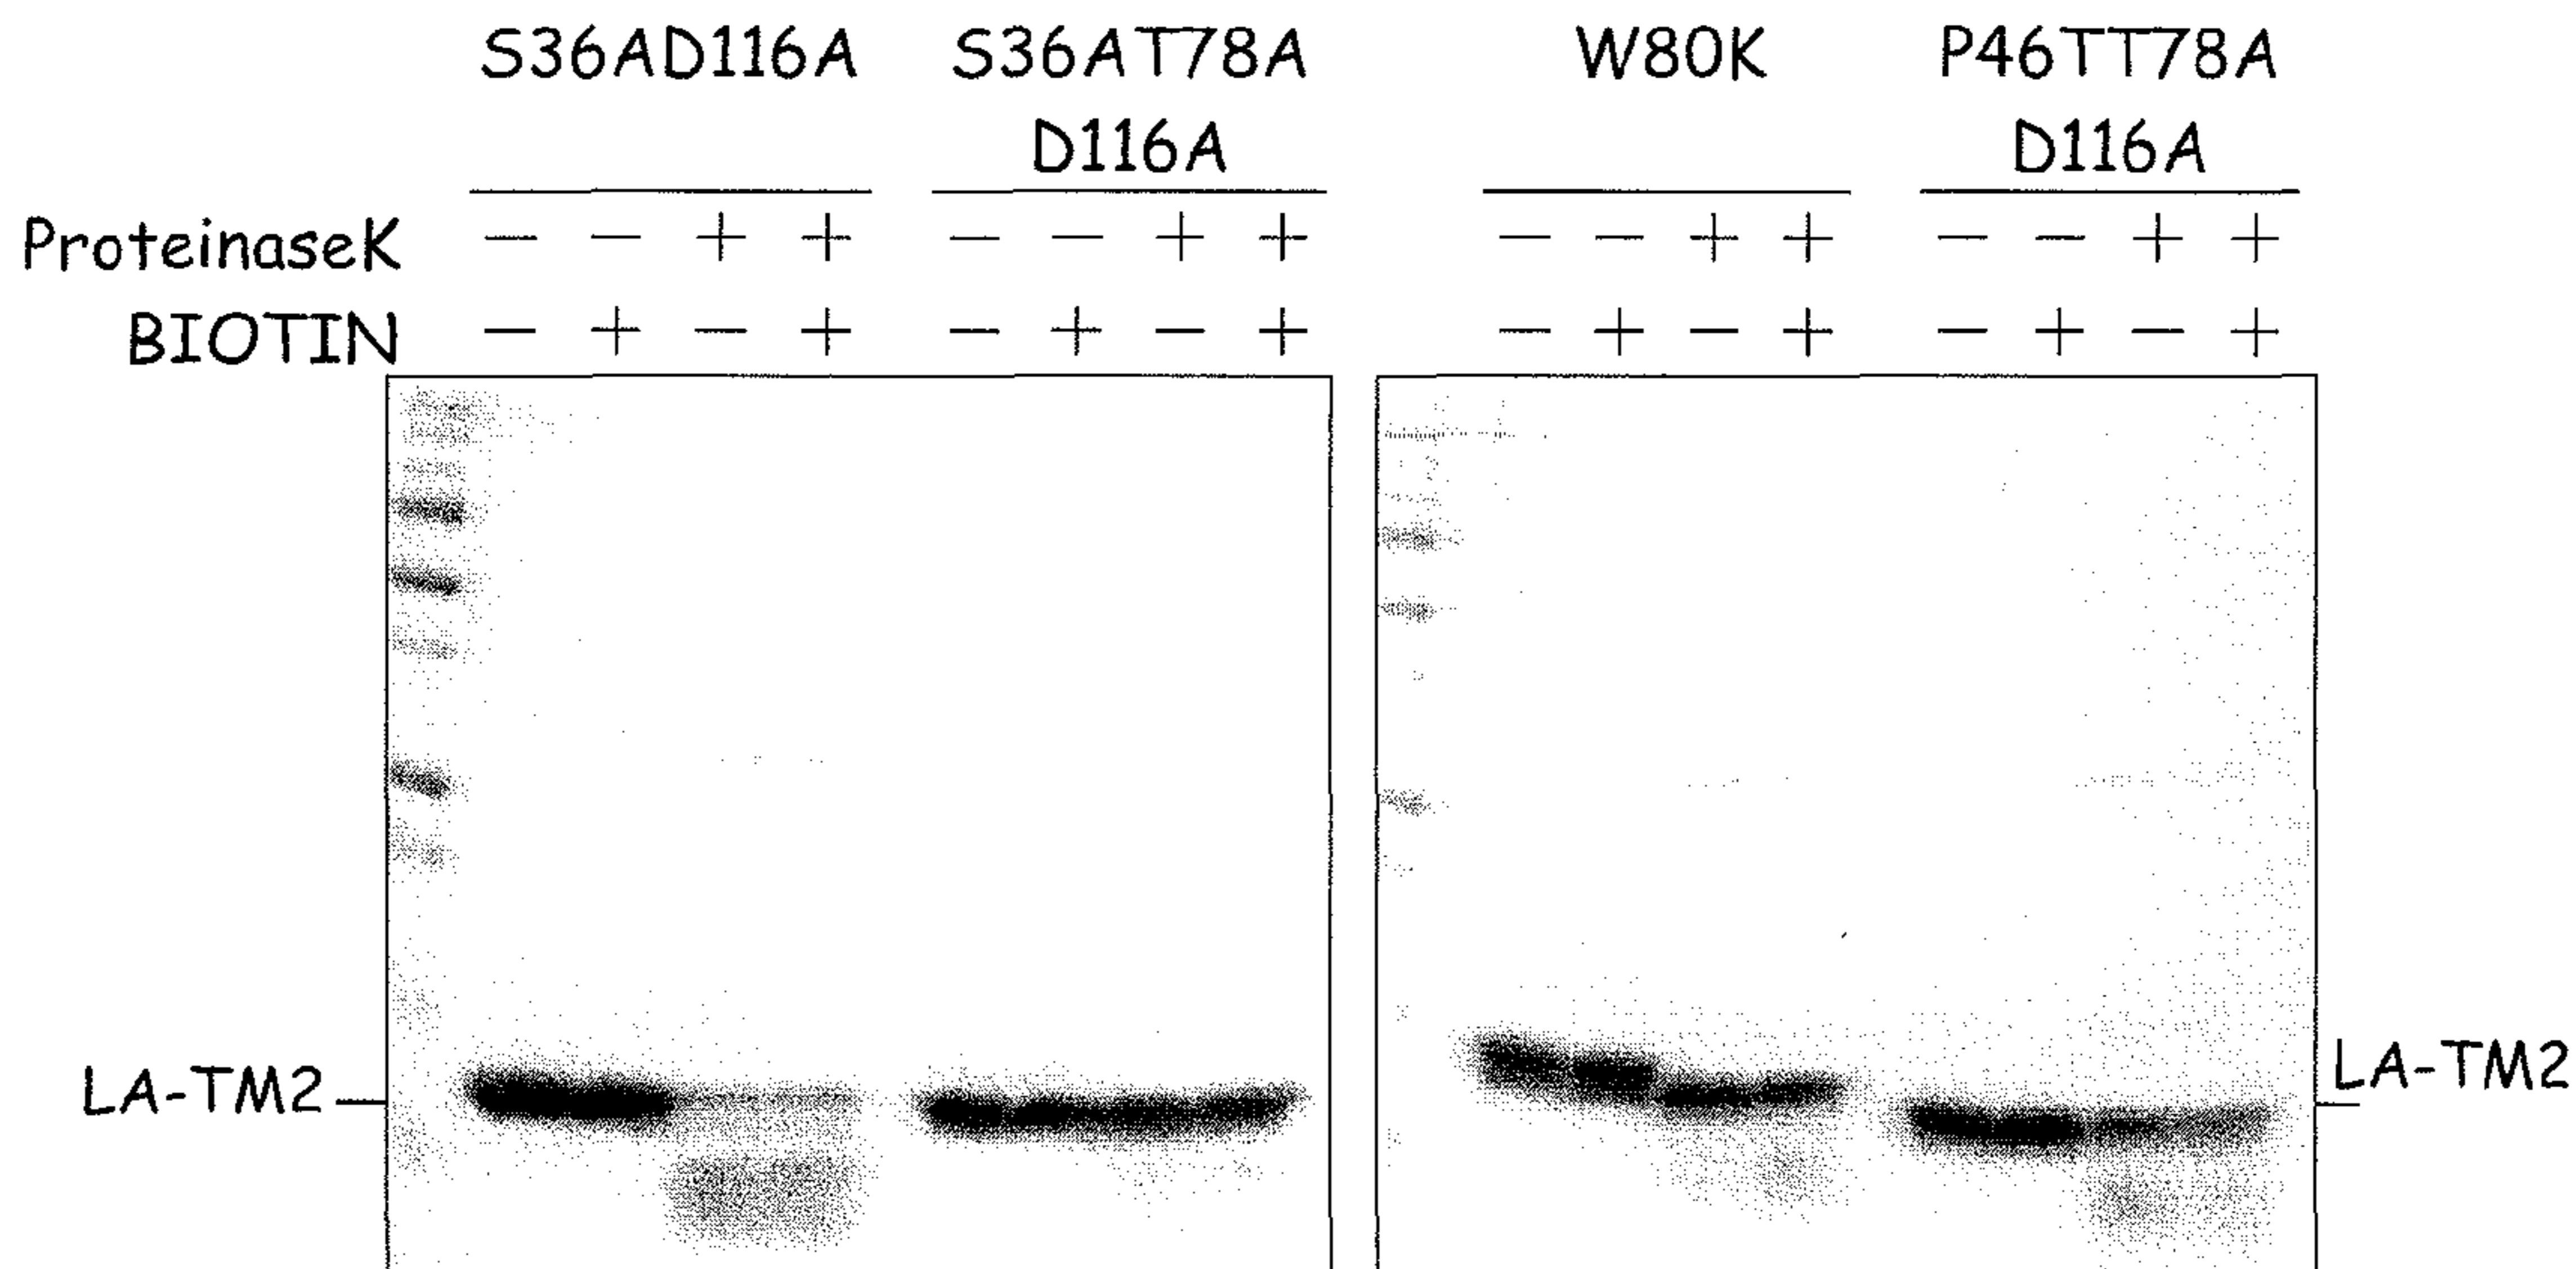 S36AD116A S36AT78A W80K P46TT78A
D116A D116A
ProteinaseK − − + + − − + + − − + + − − + +
BIOTIN − + − + − + − + − + − + − + − +
LA-TM2 LA-TM2